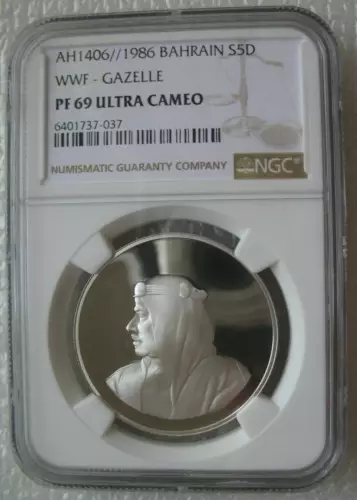 AH1406//1986 BAHRAIN S5D
WWF - GAZELLE
PF 69 ULTRA CAMEO
6401737-037
NUMISMATIC GUARANTY COMPANY NGC®